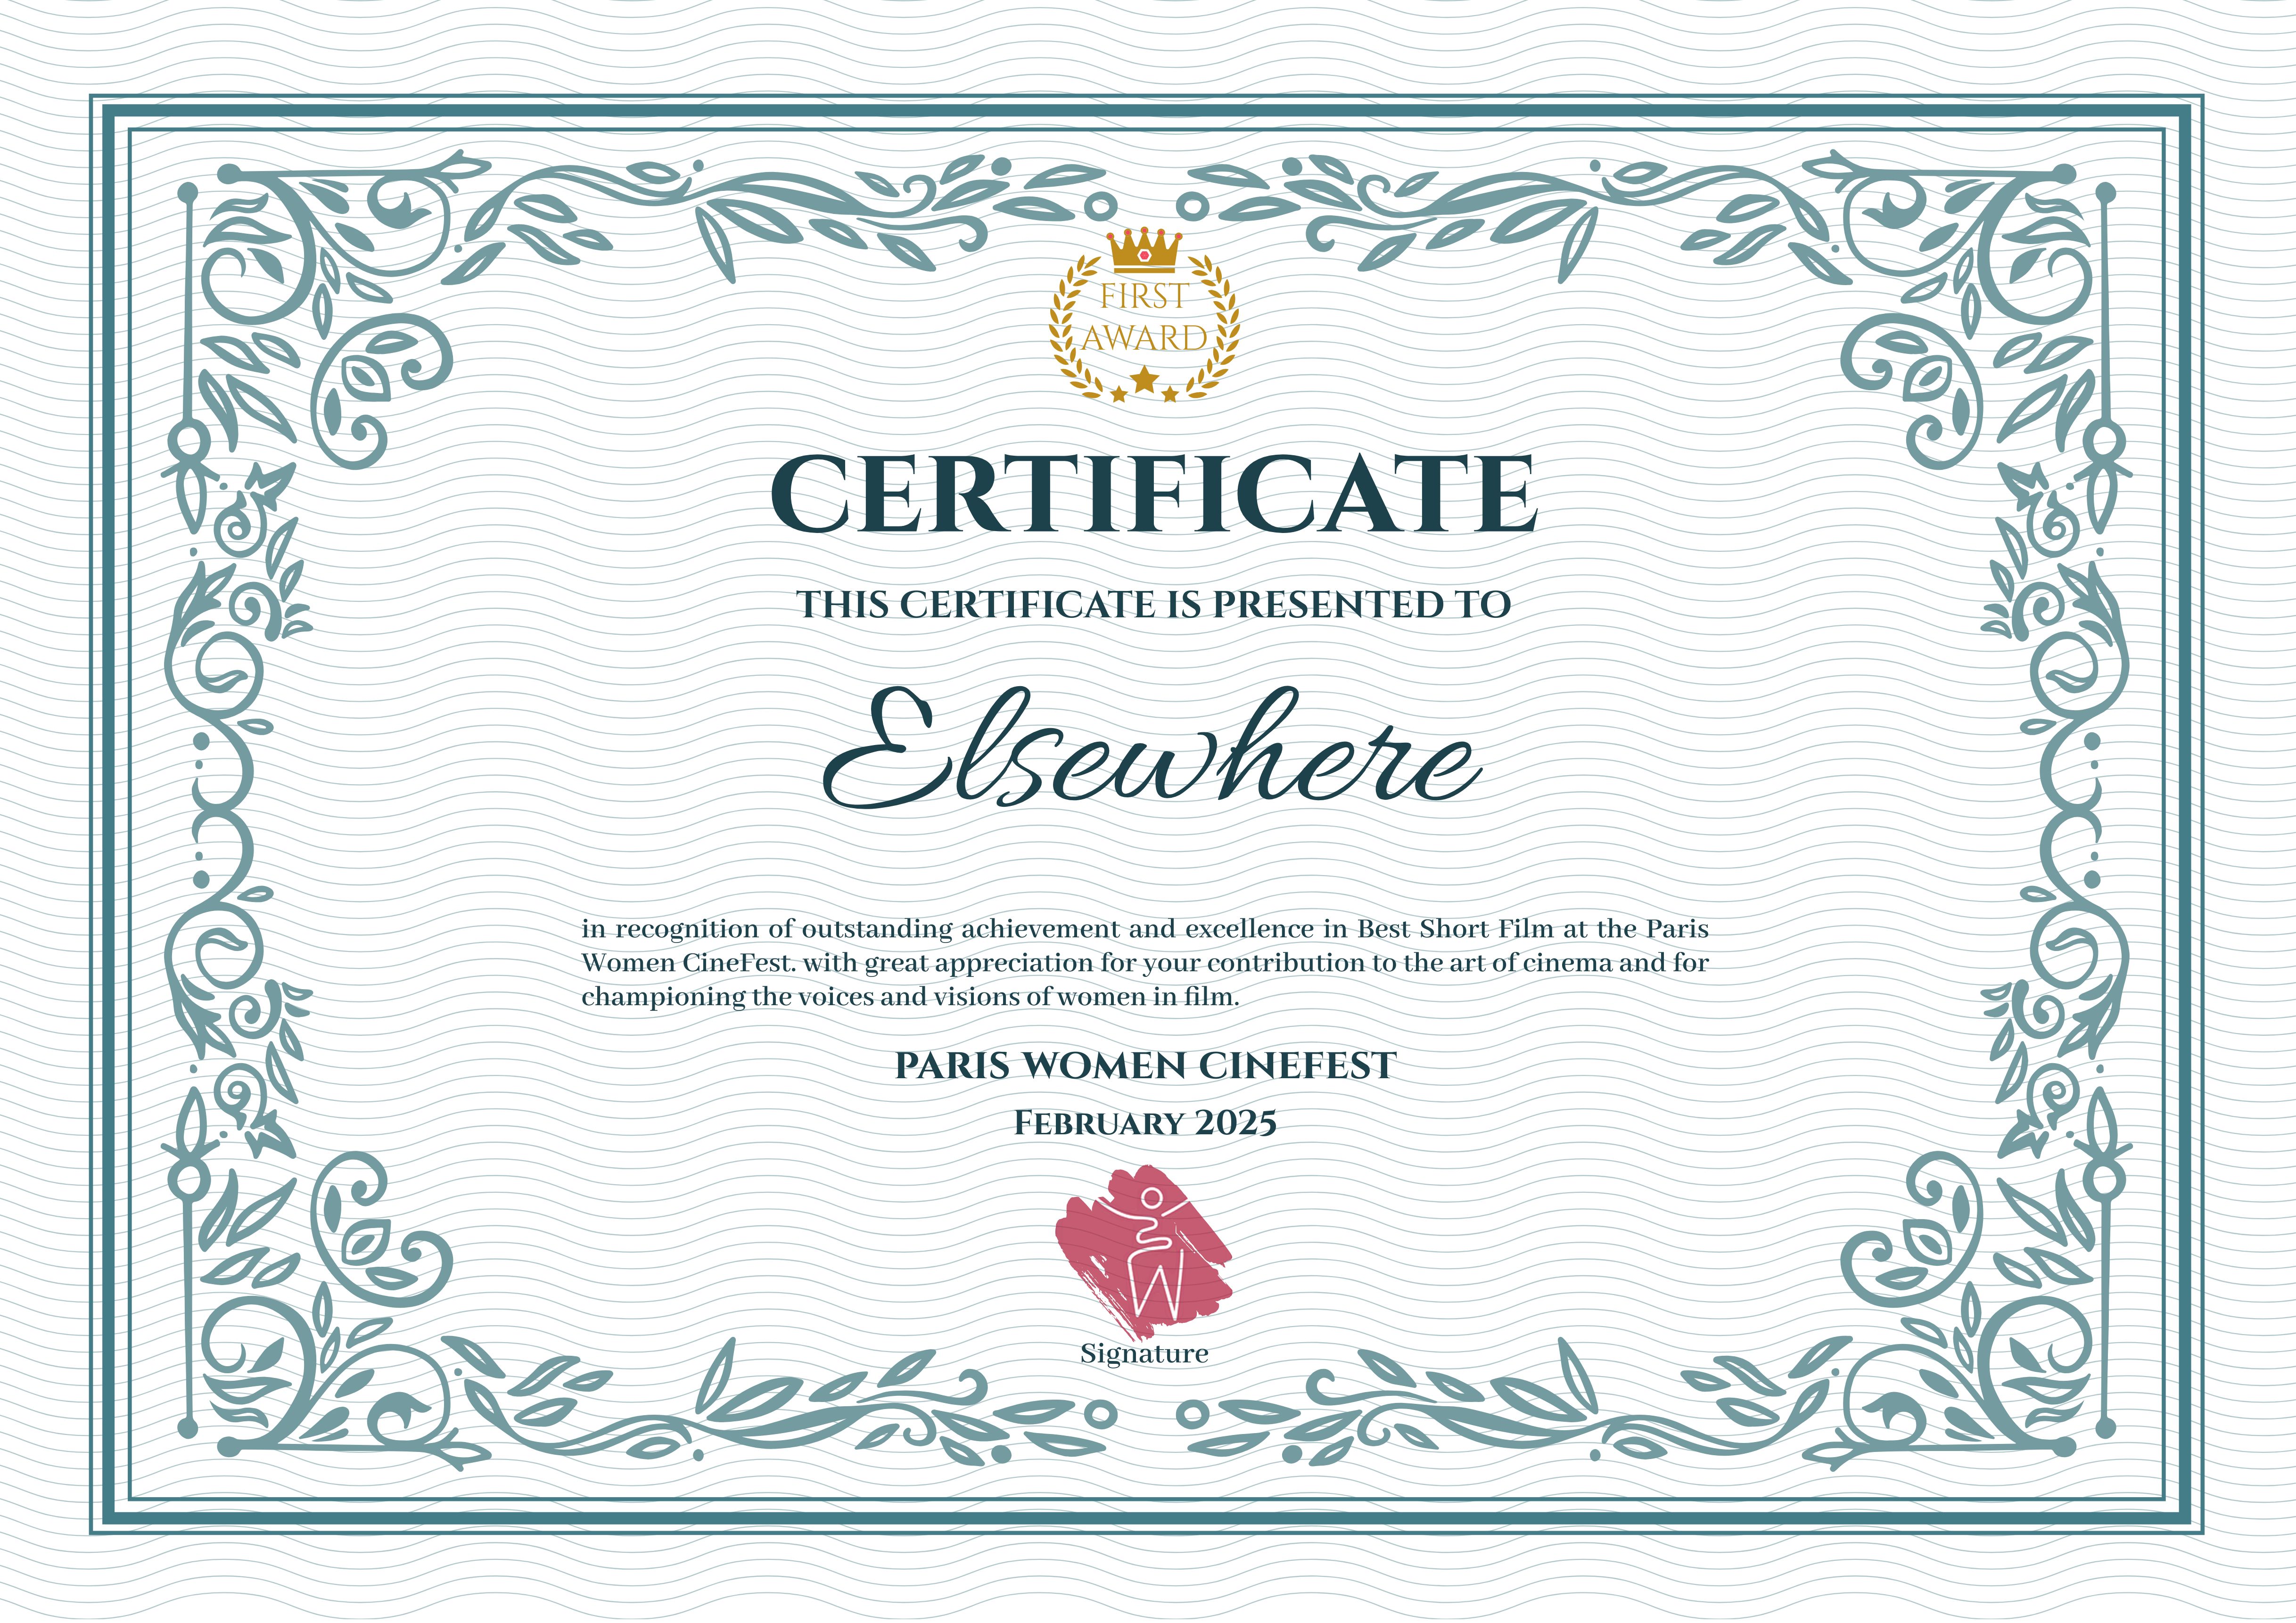 FIRST
AWARD
CERTIFICATE
THIS CERTIFICATE IS PRESENTED TO
Elsewhere
in recognition of outstanding achievement and excellence in Best Short Film at the Paris
Women CineFest. with great appreciation for your contribution to the art of cinema and for
championing the voices and visions of women in film.
PARIS WOMEN CINEFEST
FEBRUARY 2025
W
Signature